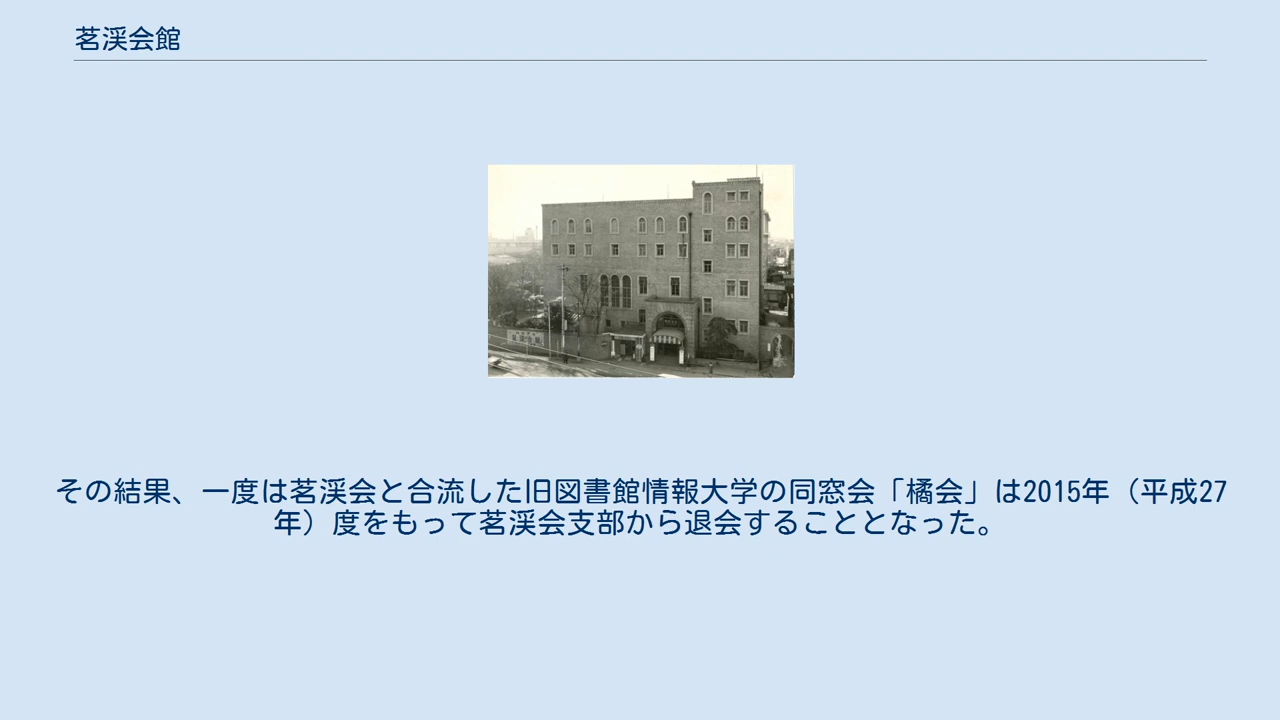 茗渓会館
その結果、一度は茗渓会と合流した旧図書館情報大学の同窓会「橘会」は2015年（平成27
年）度をもって茗渓会支部から退会することとなった。